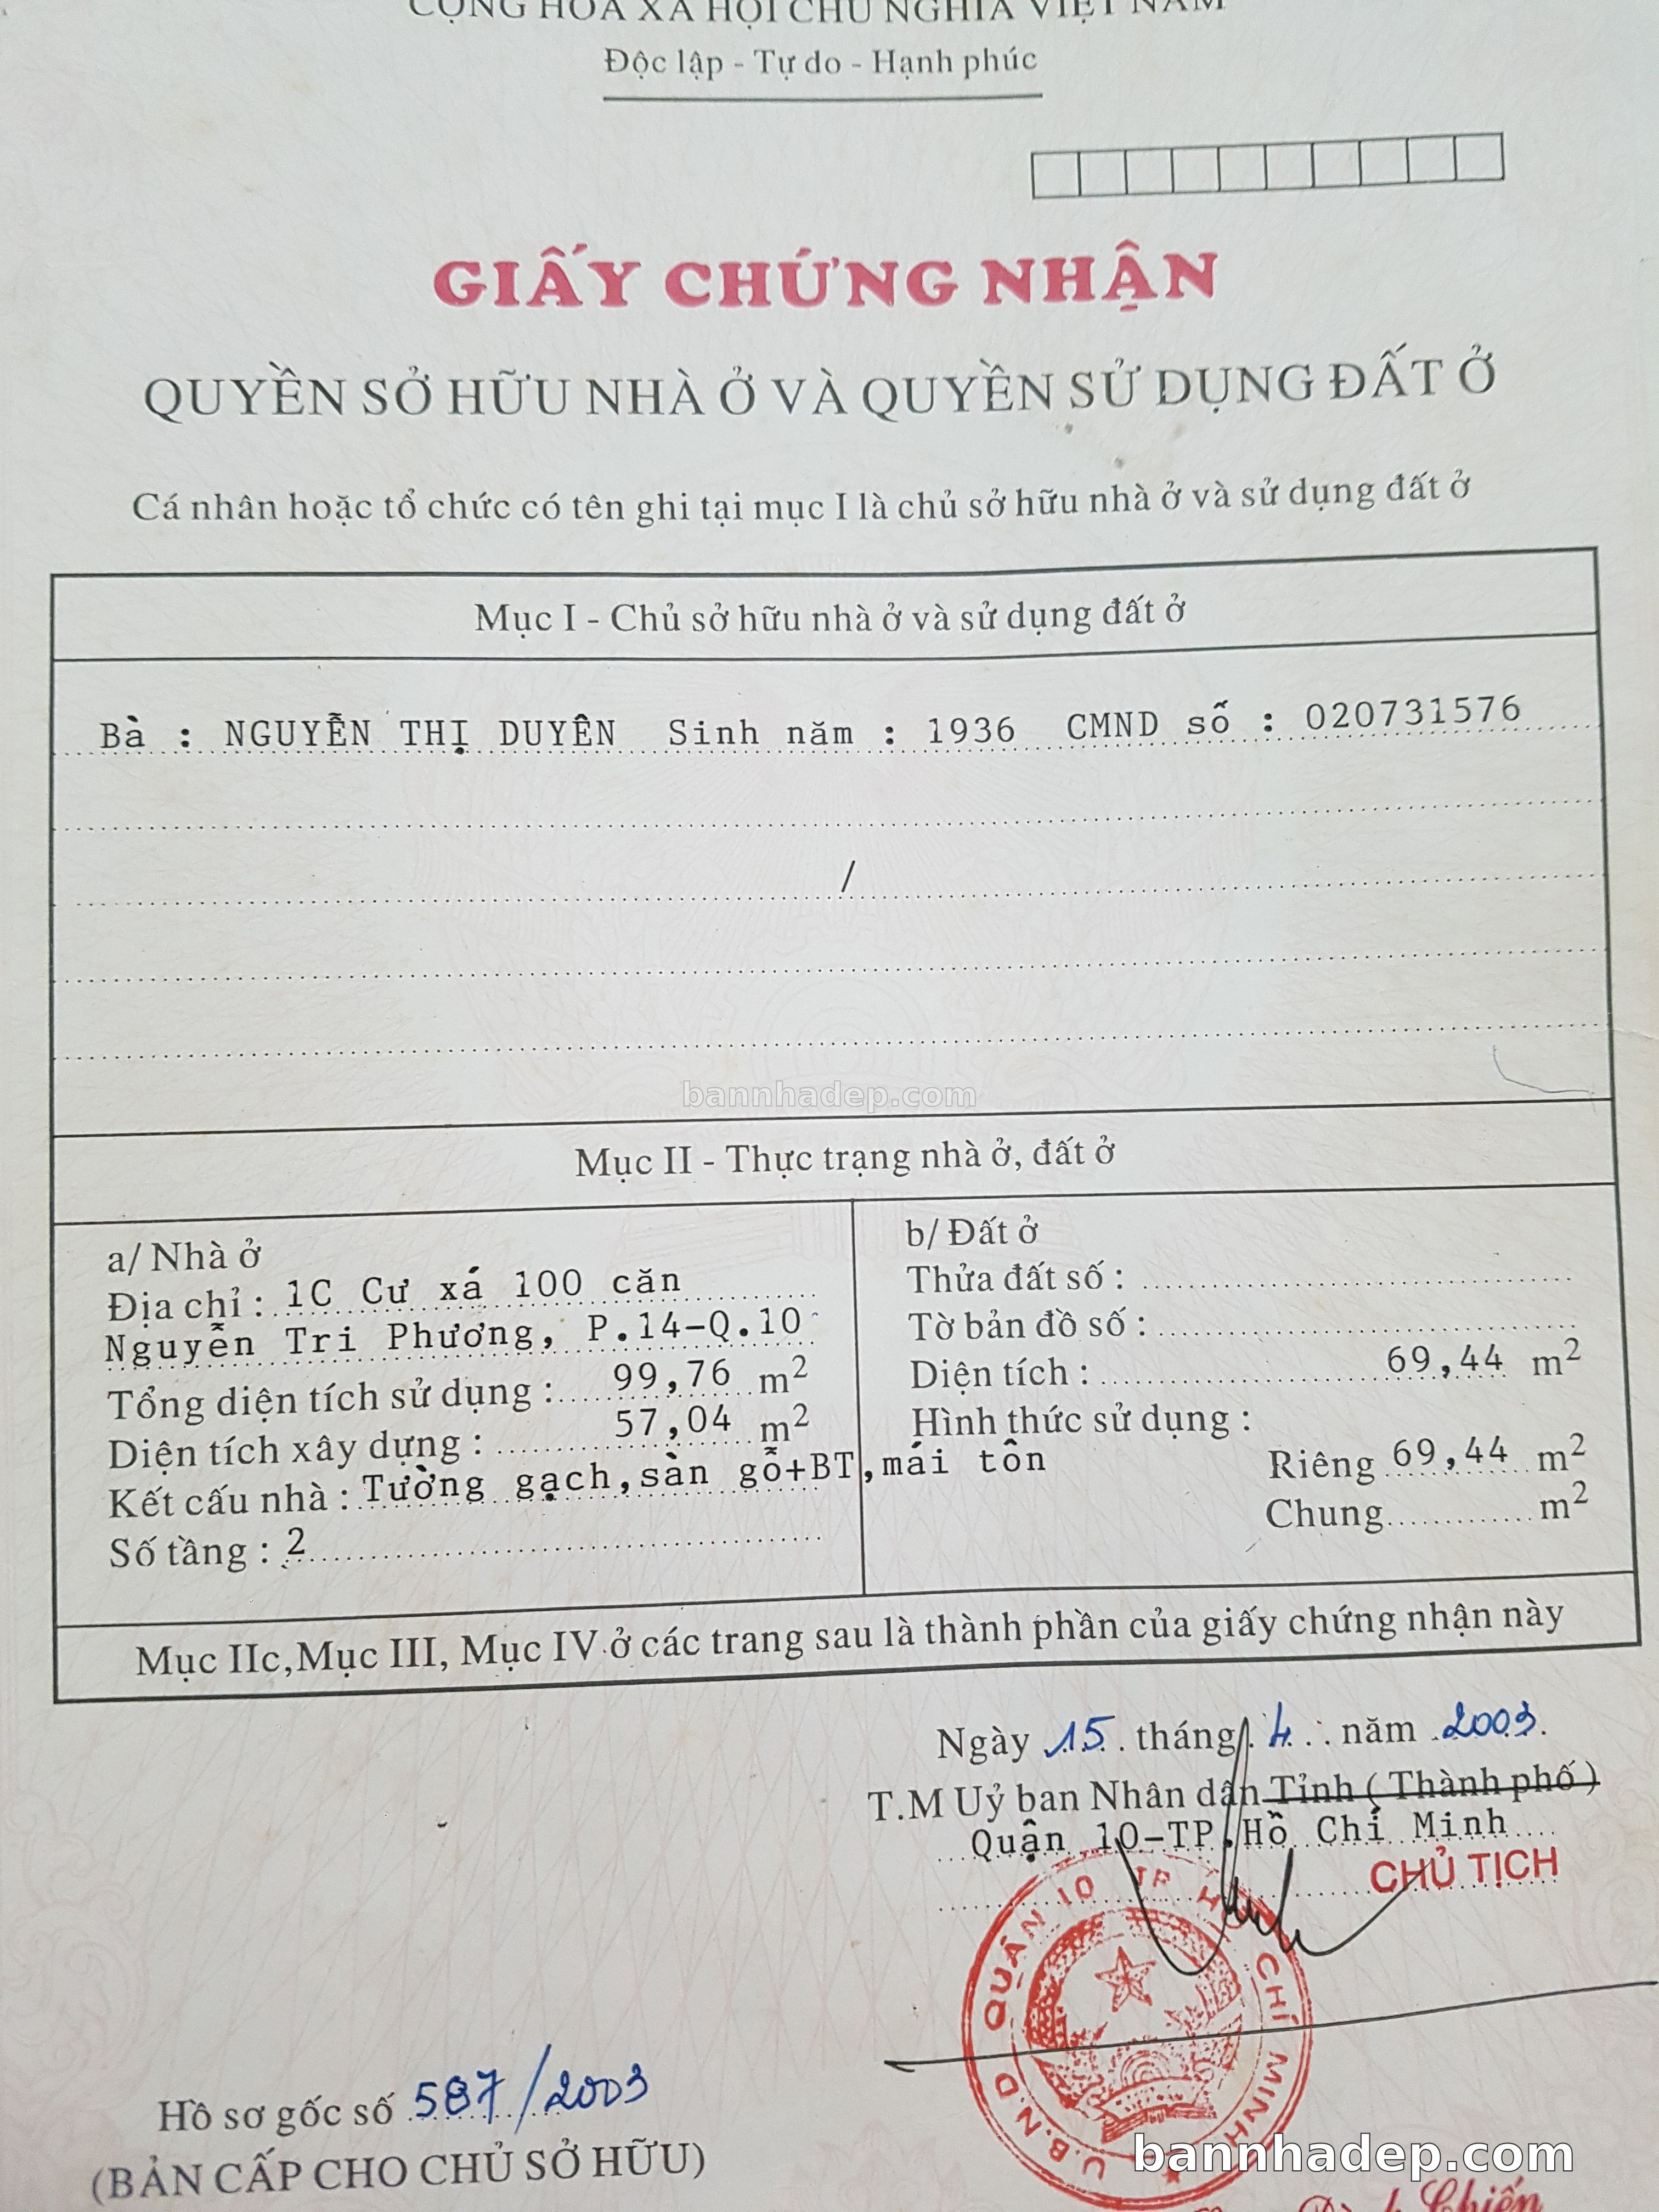 CỘNG HÒA XÃ HỘI CHỦ NGHĨA VIỆT NAM
Độc lập - Tự do - Hạnh phúc
GIẤY CHỨNG NHẬN
QUYỀN SỞ HỮU NHÀ Ở VÀ QUYỀN SỬ DỤNG ĐẤT Ở
Cá nhân hoặc tổ chức có tên ghi tại mục I là chủ sở hữu nhà ở và sử dụng đất ở
Mục I - Chủ sở hữu nhà ở và sử dụng đất ở
Bà : NGUYỄN THỊ DUYÊN Sinh năm : 1936 CMND số : 020731576
/
bannhadep.com
Mục II - Thực trạng nhà ở, đất ở
a/ Nhà ở
Địa chỉ : 1C Cư xá 100 căn
Nguyễn Tri Phương, P.14-Q.10
Tổng diện tích sử dụng : 99,76 m2
Diện tích xây dựng : 57,04 m2
Kết cấu nhà : Tường gạch,sàn gỗ+BT,mái tôn
Số tầng : 2
b/ Đất ở
Thửa đất số :
Tờ bản đồ số :
Diện tích : 69,44 m2
Hình thức sử dụng :
Riêng 69,44 m2
Chung m2
Mục IIc, Mục III, Mục IV ở các trang sau là thành phần của giấy chứng nhận này
Ngày 15 tháng 4 năm 2003
T.M Uỷ ban Nhân dân Tỉnh ( Thành phố )
Quận 10-TP.Hồ Chí Minh
CHỦ TỊCH
U.B.N.D QUẬN 10 TP HỒ CHÍ MINH
Hồ sơ gốc số 587/2003
(BẢN CẤP CHO CHỦ SỞ HỮU)
bannhadep.com
Chiến